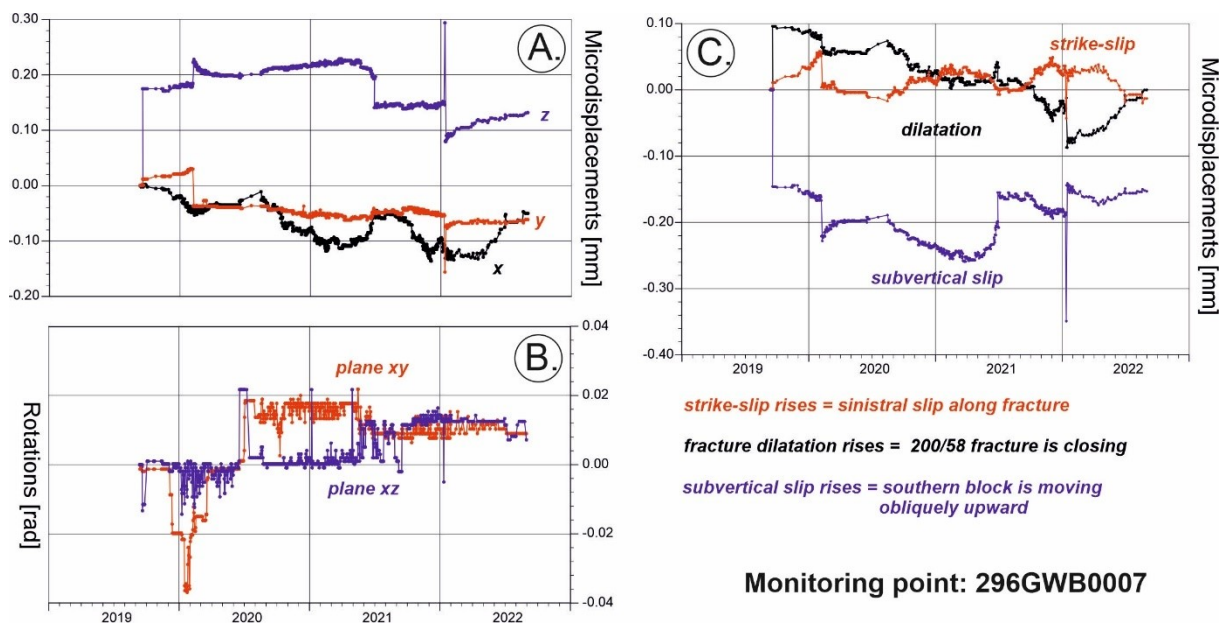 0.30
0.20
0.10
0.00
-0.10
-0.20
A.
z
y
x
Microdisplacements [mm]
0.04
0.02
0.00
-0.02
-0.04
B.
plane xy
plane xz
Rotations [rad]
2019 2020 2021 2022
0.10
0.00
-0.10
-0.20
-0.30
-0.40
C.
strike-slip
dilatation
subvertical slip
Microdisplacements [mm]
2019 2020 2021 2022
strike-slip rises = sinistral slip along fracture
fracture dilatation rises = 200/58 fracture is closing
subvertical slip rises = southern block is moving
obliquely upward
Monitoring point: 296GWB0007